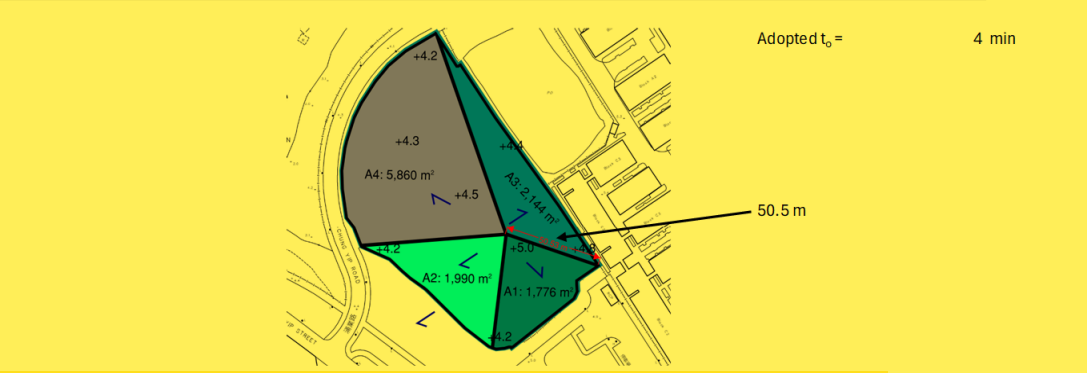 Adopted t₀ = 4 min
+4.2
+4.3
+4.4
A4: 5,860 m²
+4.5
A3: 2,144 m²
50.5 m
+4.2
+5.0
+4.8
A2: 1,990 m²
A1: 1,776 m²
+4.2
CHUNG YIP ROAD
YIP STREET